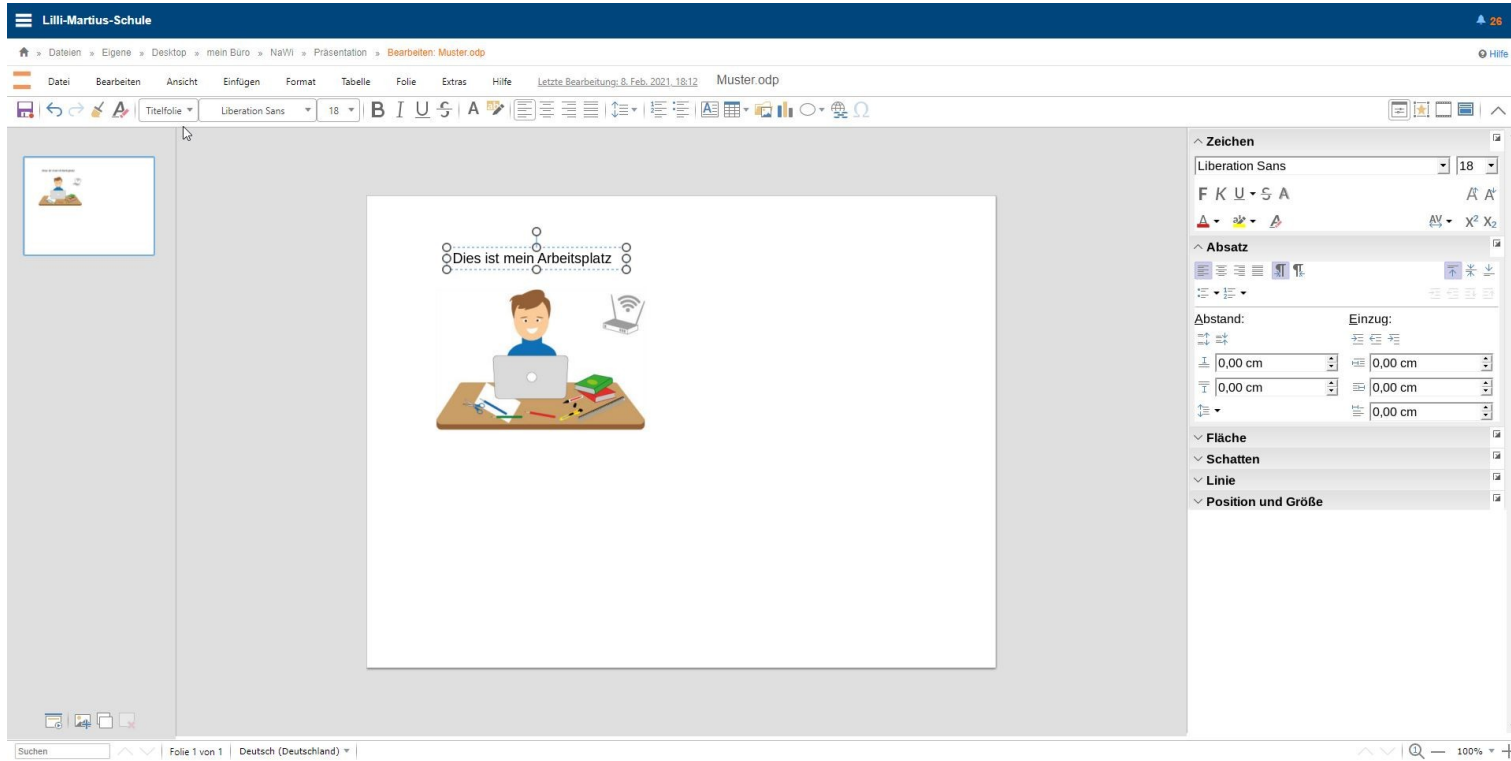 Lilli-Martius-Schule
26
» Dateien » Eigene » Desktop » mein Büro » NaWi » Präsentation » Bearbeiten: Muster.odp
Hilfe
Datei Bearbeiten Ansicht Einfügen Format Tabelle Folie Extras Hilfe Letzte Bearbeitung: 8. Feb. 2021, 18:12 Muster.odp
Titelfolie Liberation Sans 18 B I U S A
Dies ist mein Arbeitsplatz
Zeichen
Liberation Sans 18
F K U S A
Absatz
Abstand: Einzug:
0,00 cm 0,00 cm
0,00 cm 0,00 cm
0,00 cm
Fläche
Schatten
Linie
Position und Größe
Suchen Folie 1 von 1 Deutsch (Deutschland) 100%